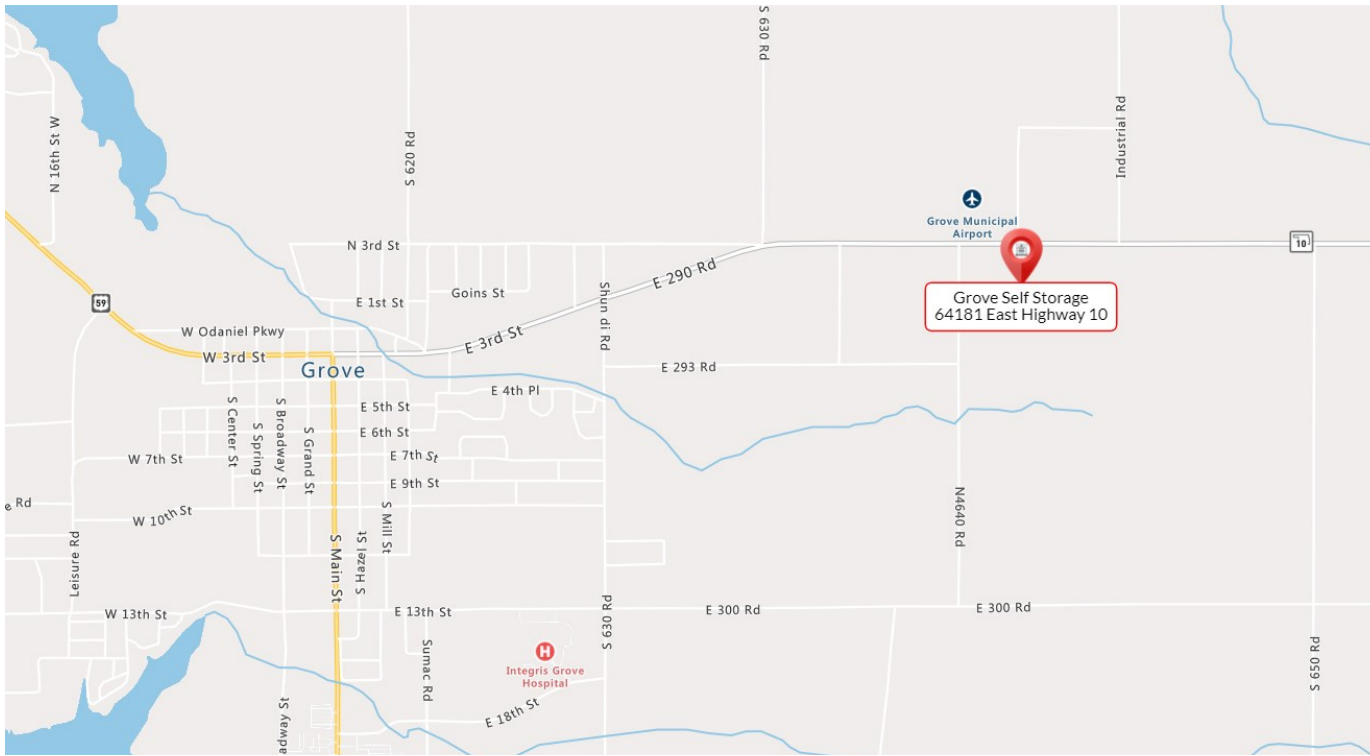 S 630 Rd
N 16th St W
S 620 Rd
Industrial Rd
Grove Municipal
Airport
N 3rd St
10
E 290 Rd
Grove Self Storage
64181 East Highway 10
Goins St
Shun di Rd
E 1st St
59
W Odaniel Pkwy
E 3rd St
W 3rd St
Grove
E 293 Rd
E 4th Pl
E 5th St
S Center St
S Spring St
S Broadway St
S Grand St
E 6th St
W 7th St
E 7th St
E 9th St
e Rd
W 10th St
N4640 Rd
S Mill St
S Hazel St
S Main St
Leisure Rd
W 13th St
E 13th St
E 300 Rd
E 300 Rd
S 630 Rd
Sumac Rd
H
Integris Grove
Hospital
S 650 Rd
E 18th St
adway St